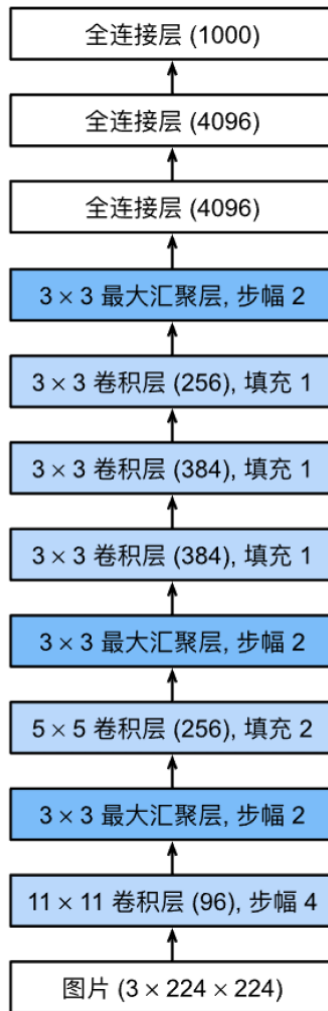 全连接层 (1000)
全连接层 (4096)
全连接层 (4096)
3 × 3 最大汇聚层, 步幅 2
3 × 3 卷积层 (256), 填充 1
3 × 3 卷积层 (384), 填充 1
3 × 3 卷积层 (384), 填充 1
3 × 3 最大汇聚层, 步幅 2
5 × 5 卷积层 (256), 填充 2
3 × 3 最大汇聚层, 步幅 2
11 × 11 卷积层 (96), 步幅 4
图片 (3 × 224 × 224)